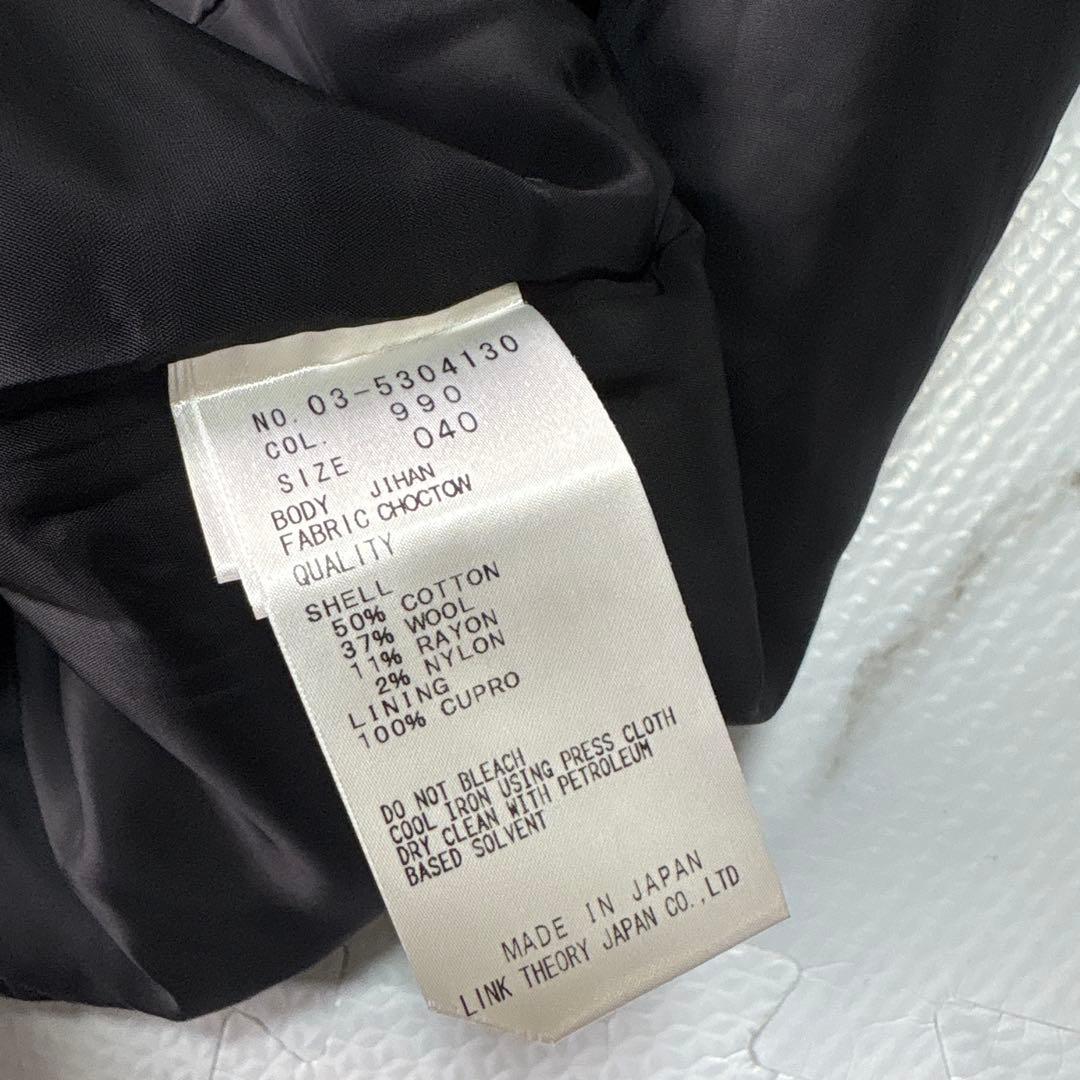 NO. 03-5304130
COL. 990
SIZE 040
BODY JIHAN
FABRIC CHOCTOW
QUALITY
SHELL
50% COTTON
37% WOOL
11% RAYON
2% NYLON
LINING
100% CUPRO
DO NOT BLEACH
COOL IRON USING PRESS CLOTH
DRY CLEAN WITH PETROLEUM
BASED SOLVENT
MADE IN JAPAN
LINK THEORY JAPAN CO.,LTD